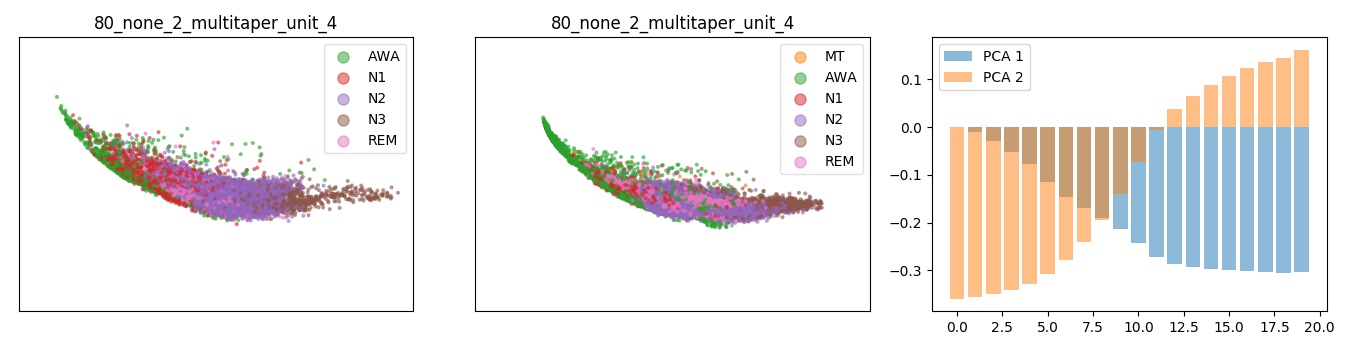 80_none_2_multitaper_unit_4
AWA
N1
N2
N3
REM
80_none_2_multitaper_unit_4
MT
AWA
N1
N2
N3
REM
PCA 1
PCA 2
0.1
0.0
−0.1
−0.2
−0.3
0.0 2.5 5.0 7.5 10.0 12.5 15.0 17.5 20.0